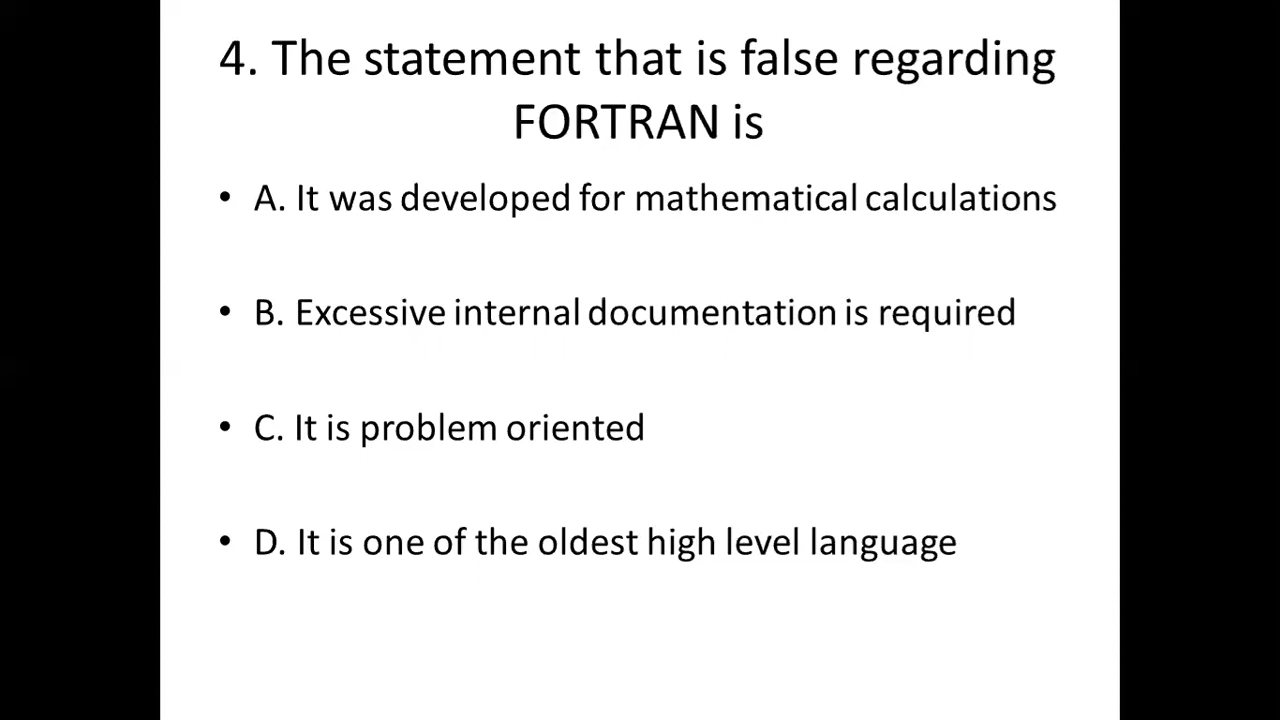 4. The statement that is false regarding
FORTRAN is
• A. It was developed for mathematical calculations
• B. Excessive internal documentation is required
• C. It is problem oriented
• D. It is one of the oldest high level language